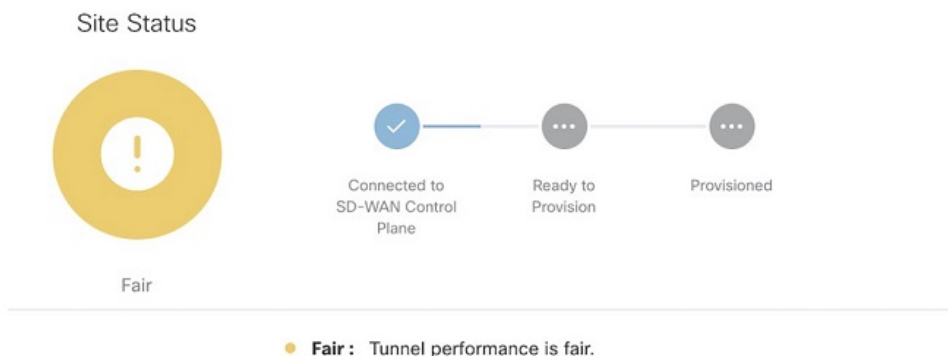 Site Status
Connected to
SD-WAN Control
Plane
Ready to
Provision
Provisioned
Fair
Fair : Tunnel performance is fair.